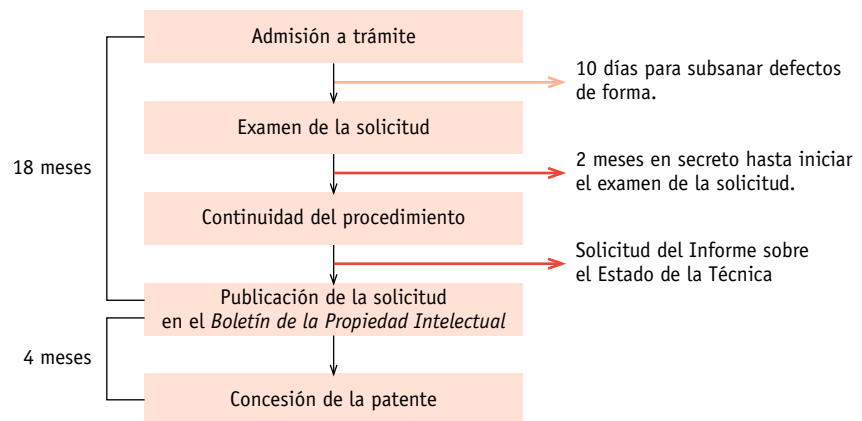 Admisión a trámite
10 días para subsanar defectos
de forma.
Examen de la solicitud
18 meses
2 meses en secreto hasta iniciar
el examen de la solicitud.
Continuidad del procedimiento
Solicitud del Informe sobre
el Estado de la Técnica
Publicación de la solicitud
en el Boletín de la Propiedad Intelectual
4 meses
Concesión de la patente